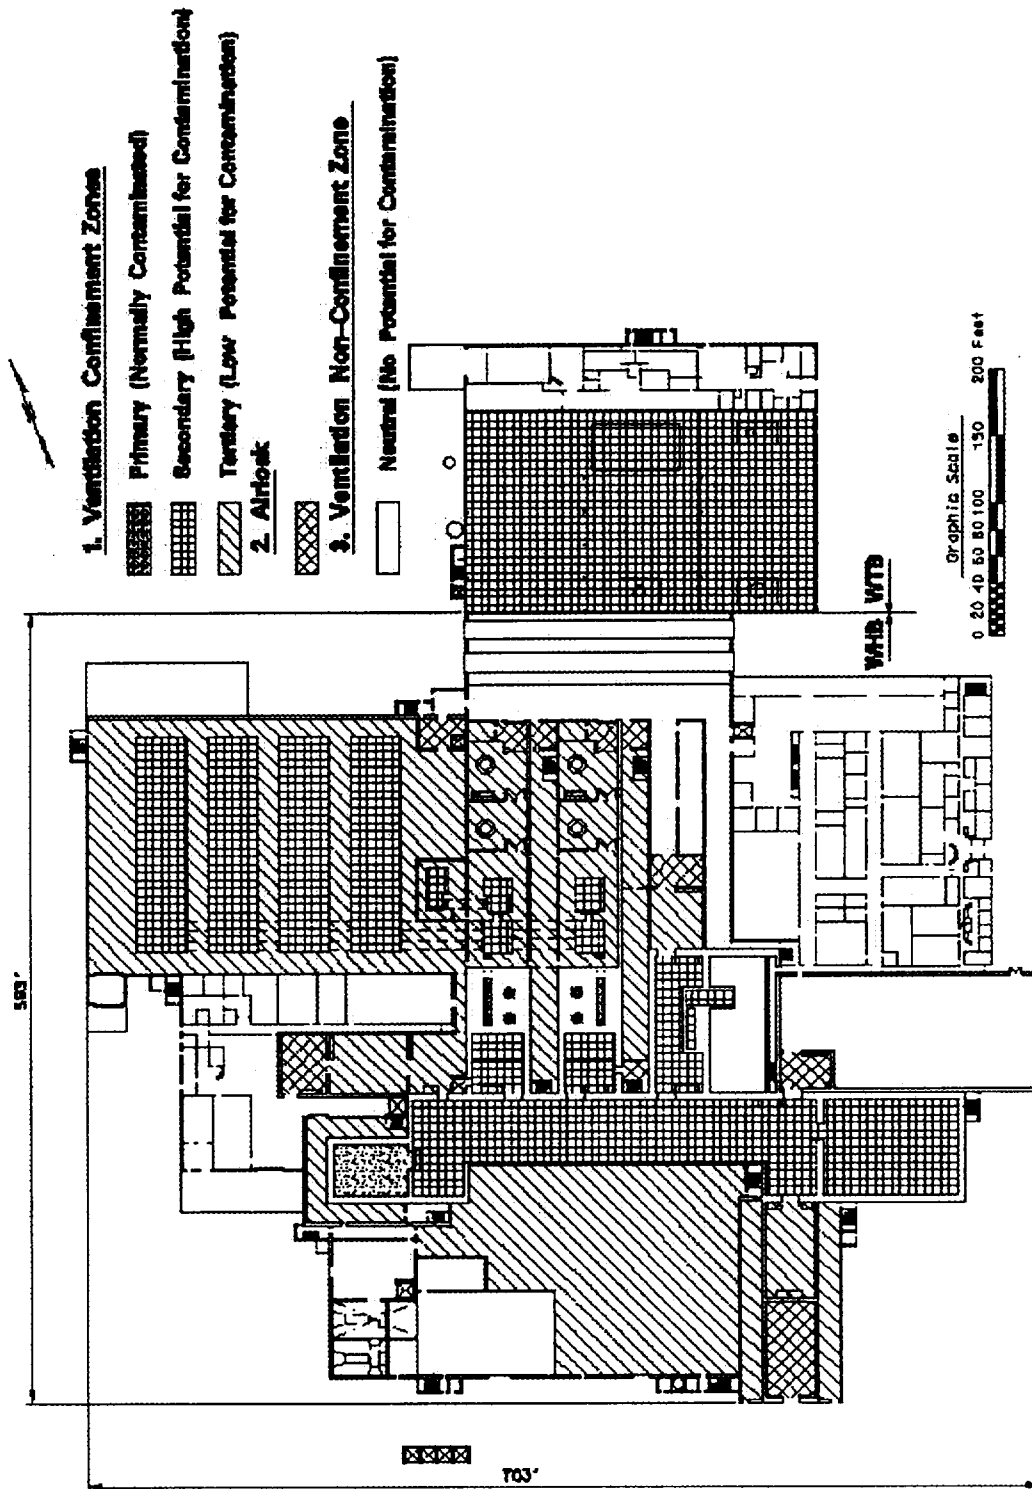 1. Ventilation Confinement Zones
Primary (Normally Contaminated)
Secondary (High Potential for Contamination)
Tertiary (Low Potential for Contamination)
2. Airlock
3. Ventilation Non-Confinement Zone
Neutral (No Potential for Contamination)
Graphic Scale
0 20 40 60 80 100 150 200 Feet
WHB WTB
593'
703'